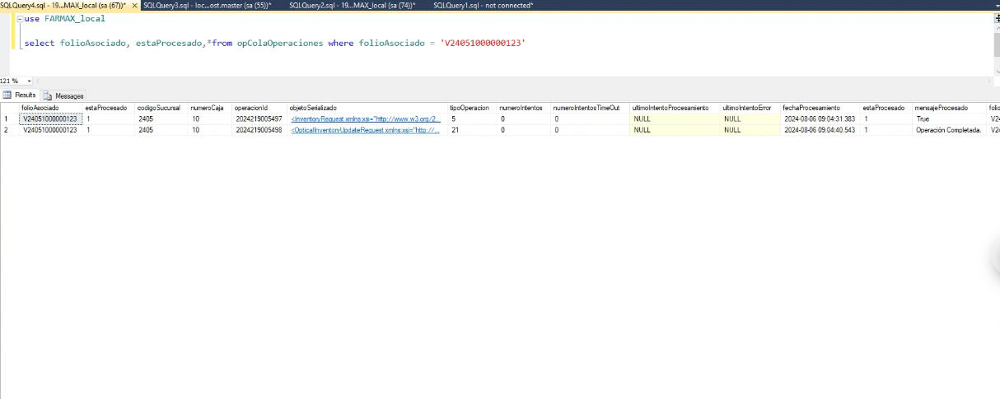 SQLQuery4.sql - 19...MAX_local (sa (67))* SQLQuery3.sql - loc...ost.master (sa (55))* SQLQuery2.sql - 19...MAX_local (sa (74))* SQLQuery1.sql - not connected*
use FARMAX_local
select folioAsociado, estaProcesado,*from opColaOperaciones where folioAsociado = 'V24051000000123'
121 %
Results Messages
folioAsociado estaProcesado codigoSucursal numeroCaja operacionId objetoSerializado tipoOperacion numeroIntentos numeroIntentosTimeOut ultimoIntentoProcesamiento ultimoIntentoError fechaProcesamiento estaProcesado mensajeProcesado folio
1 V24051000000123 1 2405 10 2024219005497 <InventoryRequest xmlns:xsi="http://www.w3.org/2... 5 0 0 NULL NULL 2024-08-06 09:04:31.383 1 True V24
2 V24051000000123 1 2405 10 2024219005498 <OpticalInventoryUpdateRequest xmlns:xsi="http://... 21 0 0 NULL NULL 2024-08-06 09:04:40.543 1 Operación Completada. V24